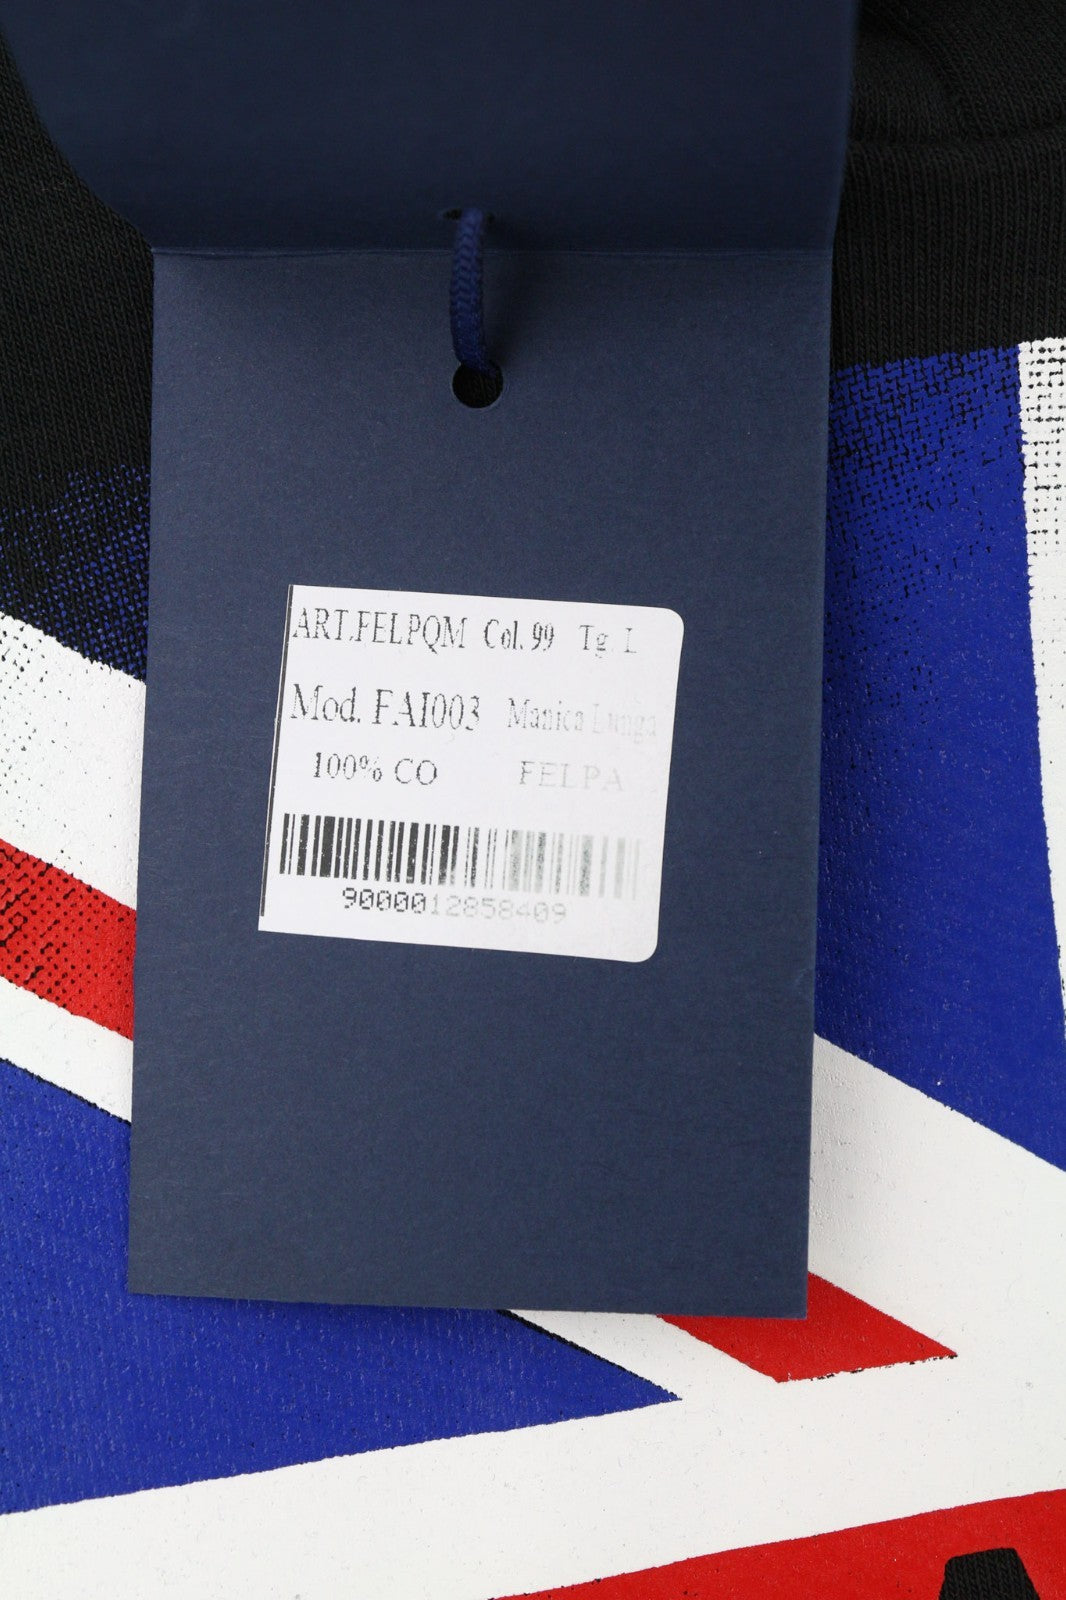 ART.FELPQM Col. 99 Tg. L
Mod. FAI003 Manica Lunga
100% CO FELPA
9000012858409